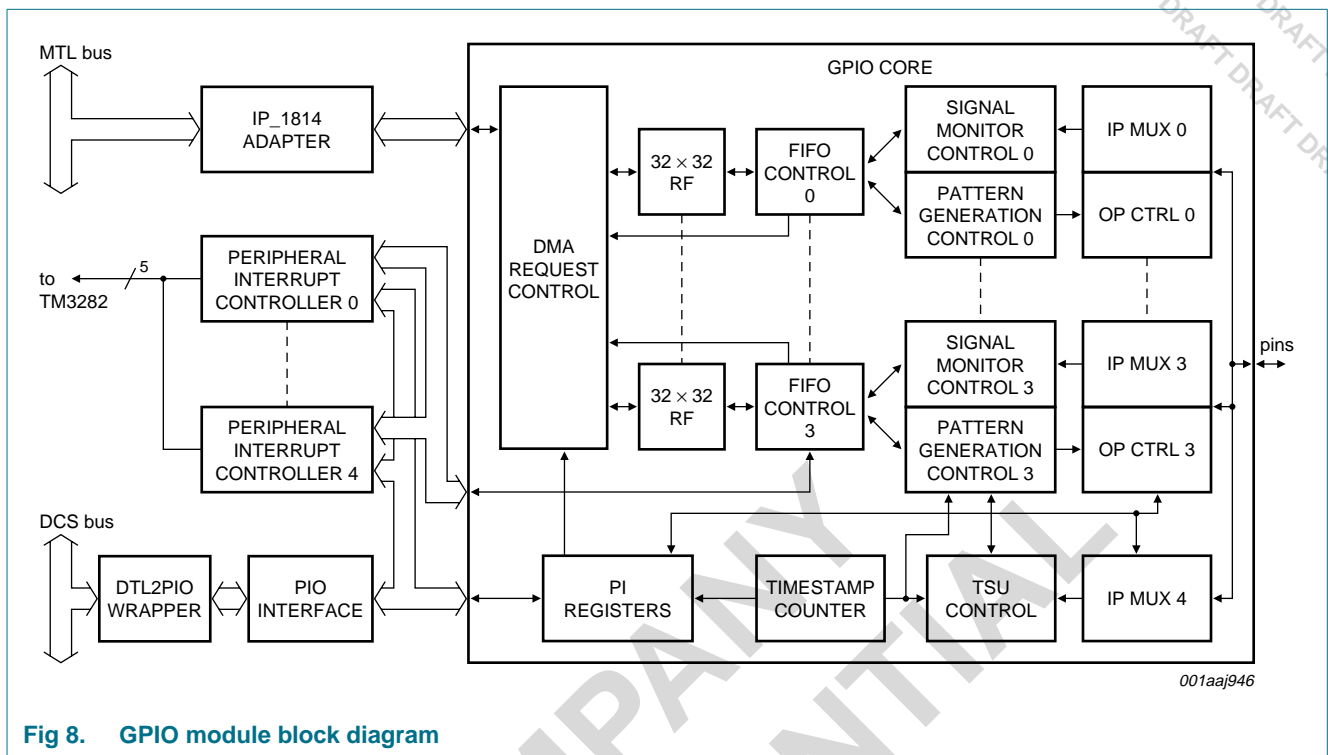 MTL bus
IP_1814
ADAPTER
GPIO CORE
DMA
REQUEST
CONTROL
32 × 32
RF
FIFO
CONTROL
0
SIGNAL
MONITOR
CONTROL 0
IP MUX 0
PATTERN
GENERATION
CONTROL 0
OP CTRL 0
to
TM3282
5
PERIPHERAL
INTERRUPT
CONTROLLER 0
PERIPHERAL
INTERRUPT
CONTROLLER 4
32 × 32
RF
FIFO
CONTROL
3
SIGNAL
MONITOR
CONTROL 3
IP MUX 3
PATTERN
GENERATION
CONTROL 3
OP CTRL 3
pins
DCS bus
DTL2PIO
WRAPPER
PIO
INTERFACE
PI
REGISTERS
TIMESTAMP
COUNTER
TSU
CONTROL
IP MUX 4
001aaj946
Fig 8. GPIO module block diagram
DRAFT DRAFT
DRAFT